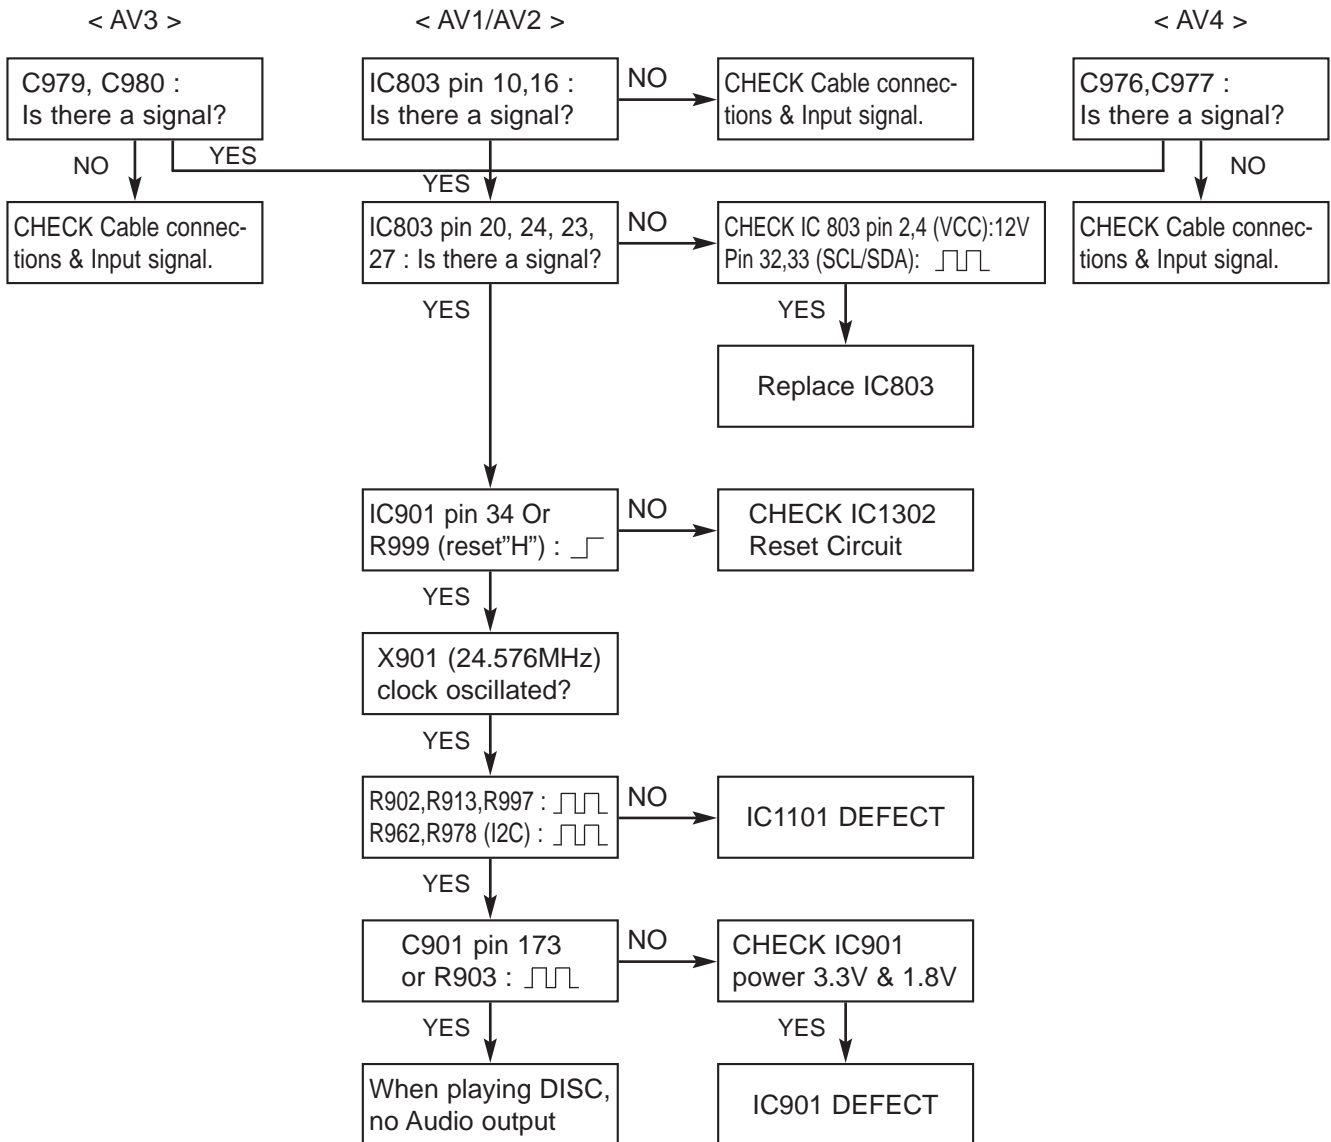 < AV3 >
< AV1/AV2 >
< AV4 >
C979, C980 :
Is there a signal?
IC803 pin 10,16 :
Is there a signal?
NO
CHECK Cable connec-
tions & Input signal.
C976,C977 :
Is there a signal?
NO
YES
YES
NO
CHECK Cable connec-
tions & Input signal.
IC803 pin 20, 24, 23,
27 : Is there a signal?
NO
CHECK IC 803 pin 2,4 (VCC):12V
Pin 32,33 (SCL/SDA):
CHECK Cable connec-
tions & Input signal.
YES
YES
Replace IC803
IC901 pin 34 Or
R999 (reset”H”) :
NO
CHECK IC1302
Reset Circuit
YES
X901 (24.576MHz)
clock oscillated?
YES
R902,R913,R997 :
R962,R978 (I2C) :
NO
IC1101 DEFECT
YES
C901 pin 173
or R903 :
NO
CHECK IC901
power 3.3V & 1.8V
YES
YES
When playing DISC,
no Audio output
IC901 DEFECT